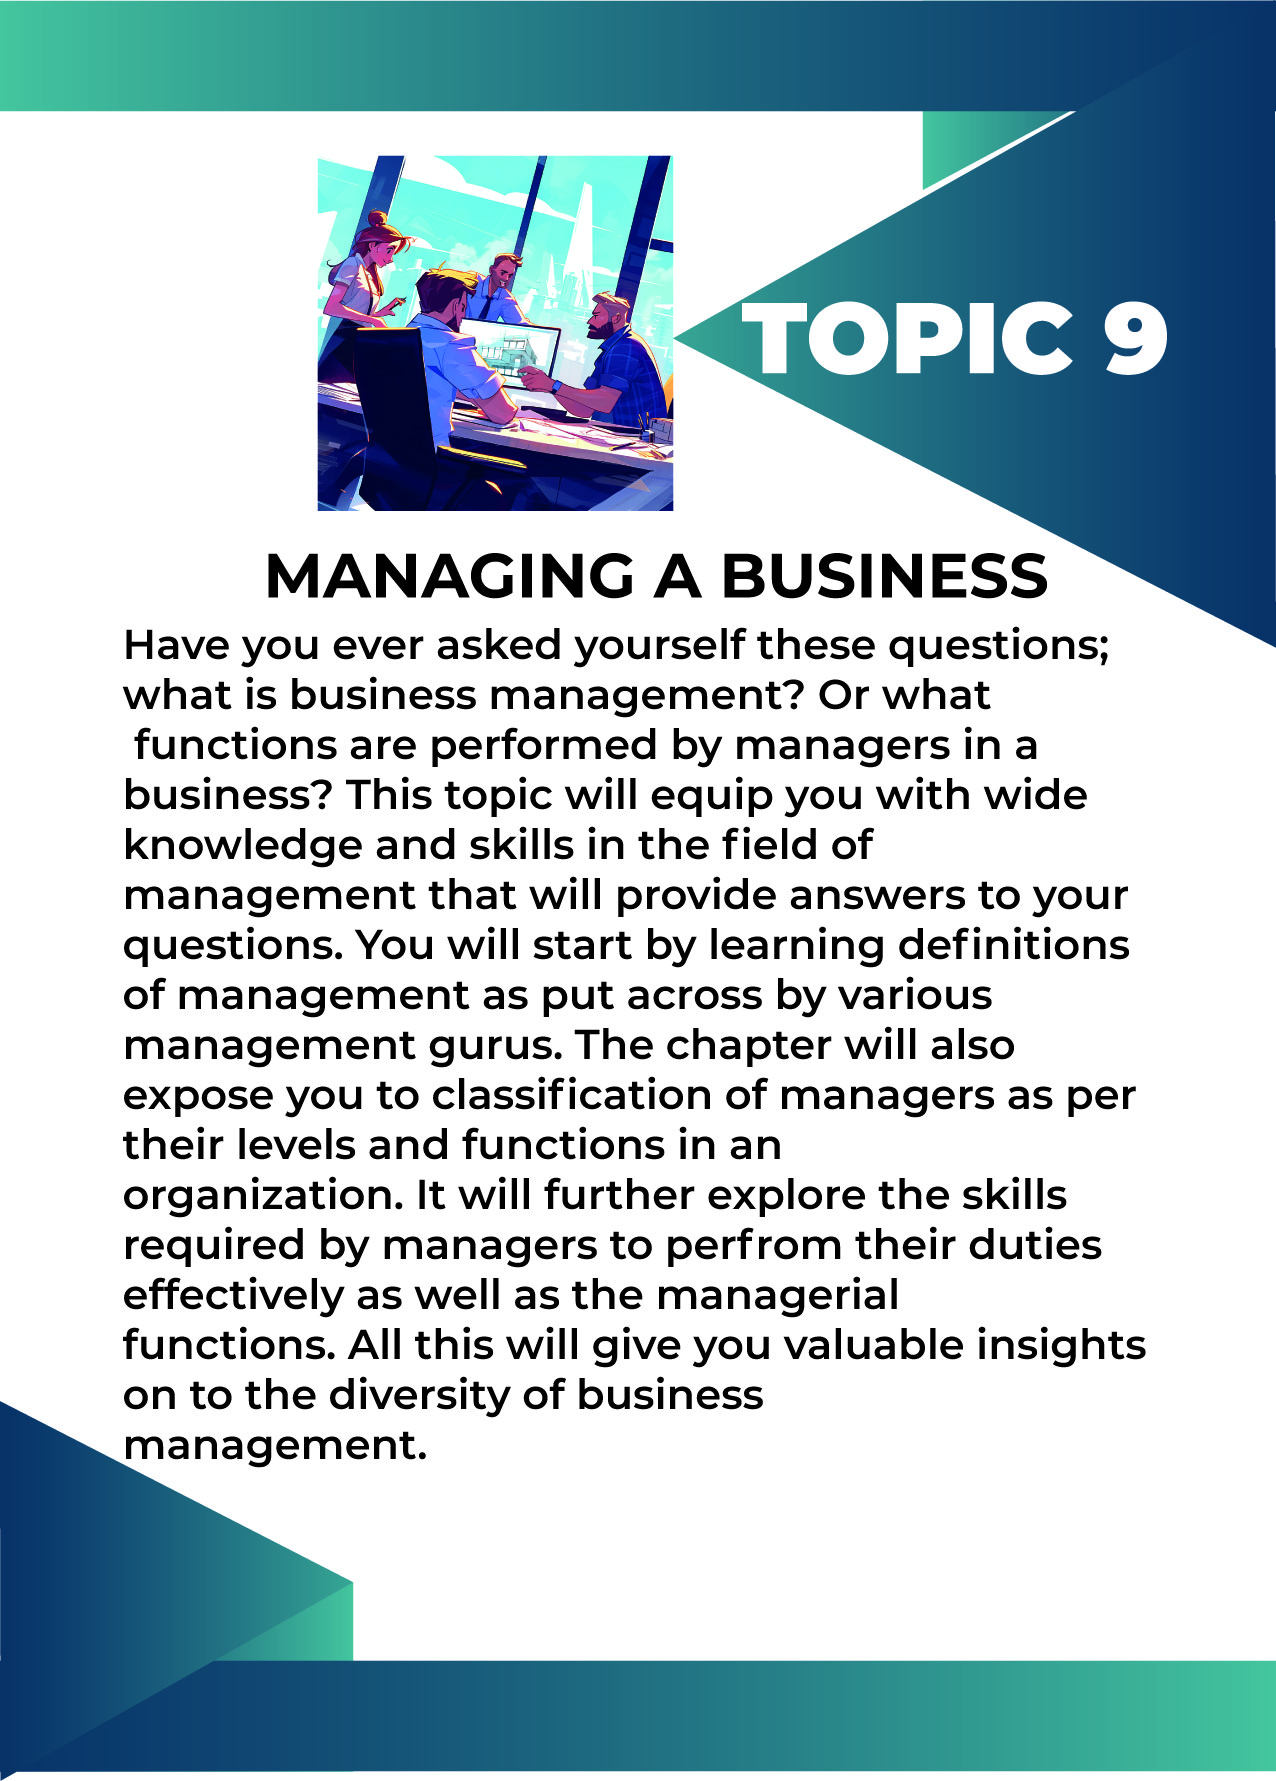 TOPIC 9
MANAGING A BUSINESS
Have you ever asked yourself these questions;
what is business management? Or what
functions are performed by managers in a
business? This topic will equip you with wide
knowledge and skills in the field of
management that will provide answers to your
questions. You will start by learning definitions
of management as put across by various
management gurus. The chapter will also
expose you to classification of managers as per
their levels and functions in an
organization. It will further explore the skills
required by managers to perfrom their duties
effectively as well as the managerial
functions. All this will give you valuable insights
on to the diversity of business
management.